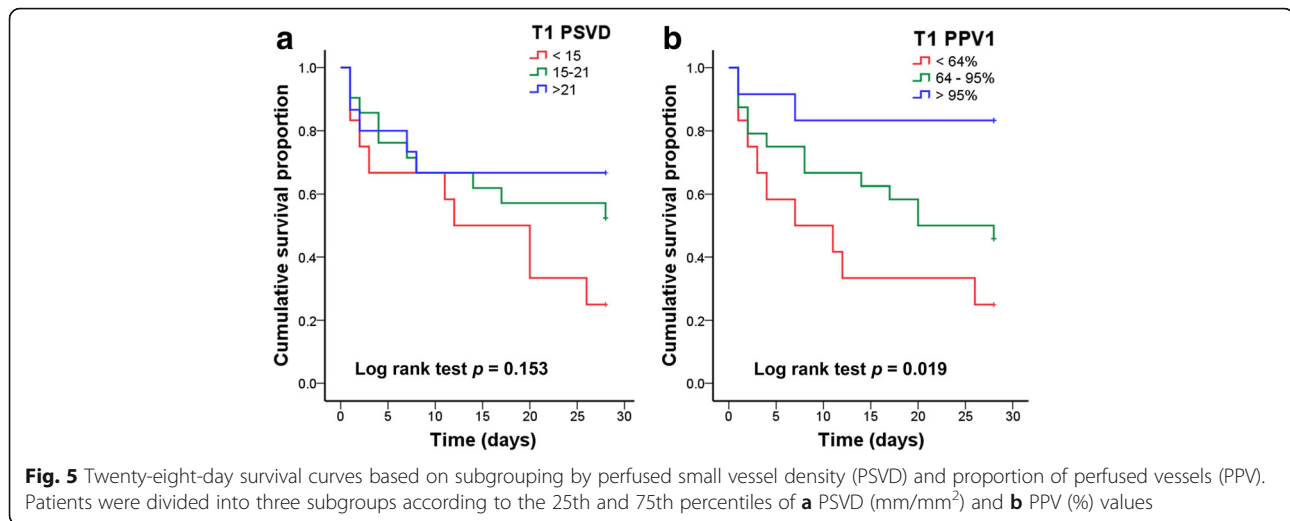 a
T1 PSVD
< 15
15-21
>21
1.0
0.8
0.6
0.4
0.2
0.0
Cumulative survival proportion
Log rank test p = 0.153
0 5 10 15 20 25 30
Time (days)
b
T1 PPV1
< 64%
64 - 95%
> 95%
1.0
0.8
0.6
0.4
0.2
0.0
Cumulative survival proportion
Log rank test p = 0.019
0 5 10 15 20 25 30
Time (days)
Fig. 5 Twenty-eight-day survival curves based on subgrouping by perfused small vessel density (PSVD) and proportion of perfused vessels (PPV).
Patients were divided into three subgroups according to the 25th and 75th percentiles of a PSVD (mm/mm²) and b PPV (%) values